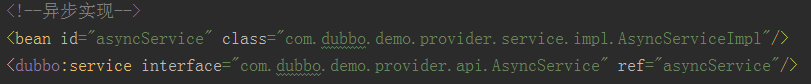 <!--异步实现-->
<bean id="asyncService" class="com.dubbo.demo.provider.service.impl.AsyncServiceImpl"/>
<dubbo:service interface="com.dubbo.demo.provider.api.AsyncService" ref="asyncService"/>